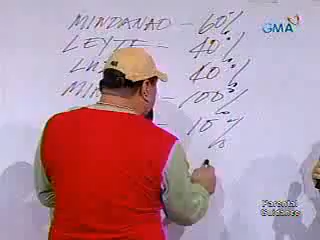 MINDANAO - 60%
LEYTE - 40%
40%
100%
- 10%
%
GMA
Parental
Guidance